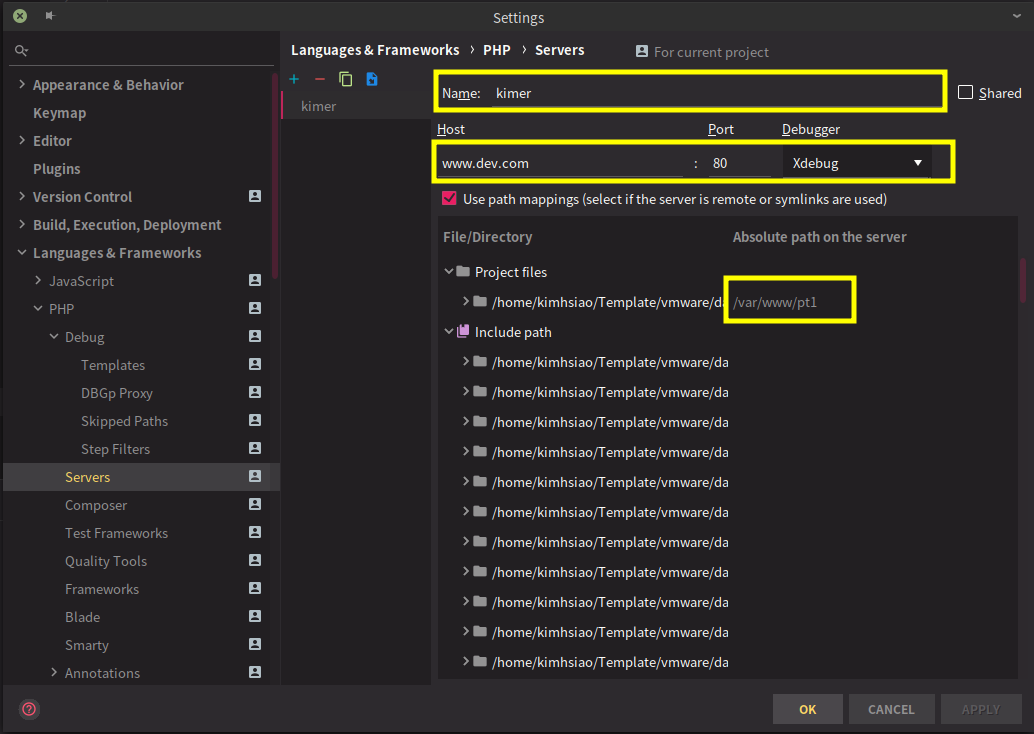 Settings
Languages & Frameworks › PHP › Servers For current project
Appearance & Behavior
Keymap
Editor
Plugins
Version Control
Build, Execution, Deployment
Languages & Frameworks
JavaScript
PHP
Debug
Templates
DBGp Proxy
Skipped Paths
Step Filters
Servers
Composer
Test Frameworks
Quality Tools
Frameworks
Blade
Smarty
Annotations
kimer
Name: kimer
Shared
Host Port Debugger
www.dev.com : 80 Xdebug
Use path mappings (select if the server is remote or symlinks are used)
File/Directory Absolute path on the server
Project files
/home/kimhsiao/Template/vmware/da /var/www/pt1
Include path
/home/kimhsiao/Template/vmware/da
/home/kimhsiao/Template/vmware/da
/home/kimhsiao/Template/vmware/da
/home/kimhsiao/Template/vmware/da
/home/kimhsiao/Template/vmware/da
/home/kimhsiao/Template/vmware/da
/home/kimhsiao/Template/vmware/da
/home/kimhsiao/Template/vmware/da
/home/kimhsiao/Template/vmware/da
/home/kimhsiao/Template/vmware/da
/home/kimhsiao/Template/vmware/da
? OK CANCEL APPLY